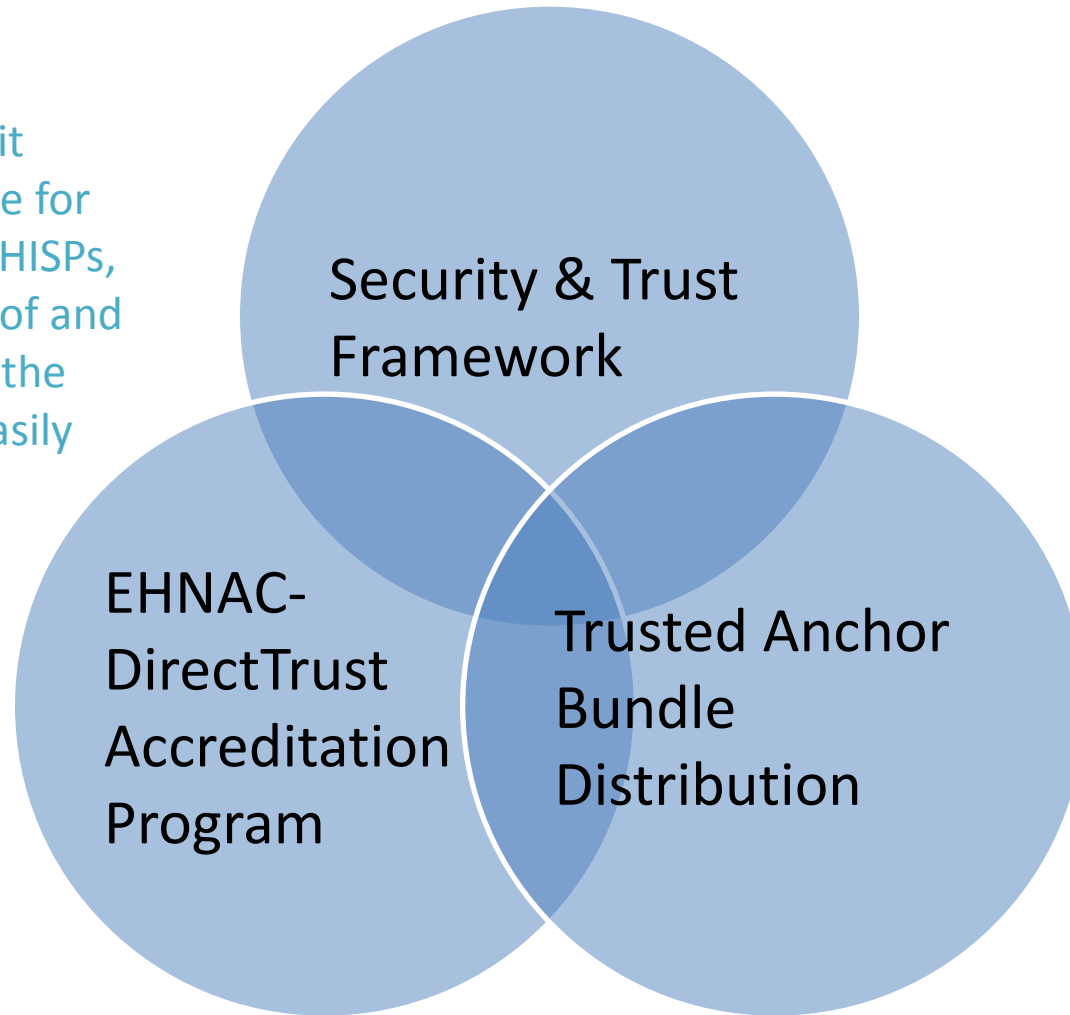 it
e for
HISPs,
of and
the
asily
Security & Trust
Framework
EHNAC-
DirectTrust
Accreditation
Program
Trusted Anchor
Bundle
Distribution